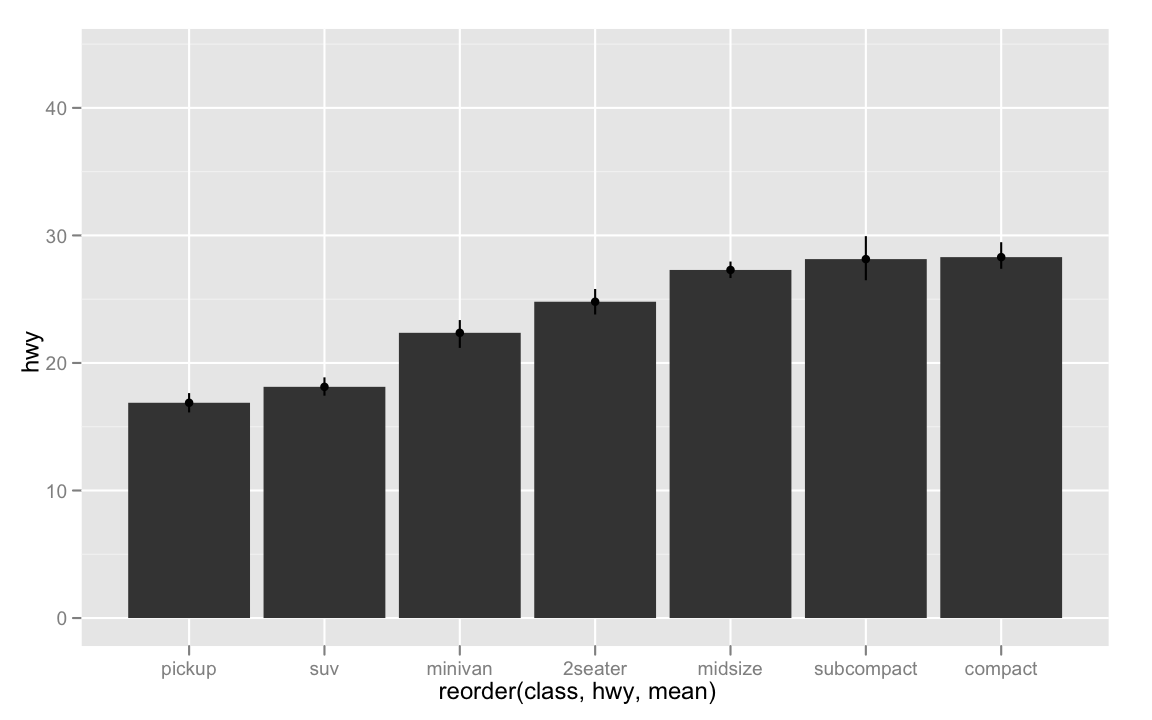 hwy
40
30
20
10
0
pickup suv minivan 2seater midsize subcompact compact
reorder(class, hwy, mean)